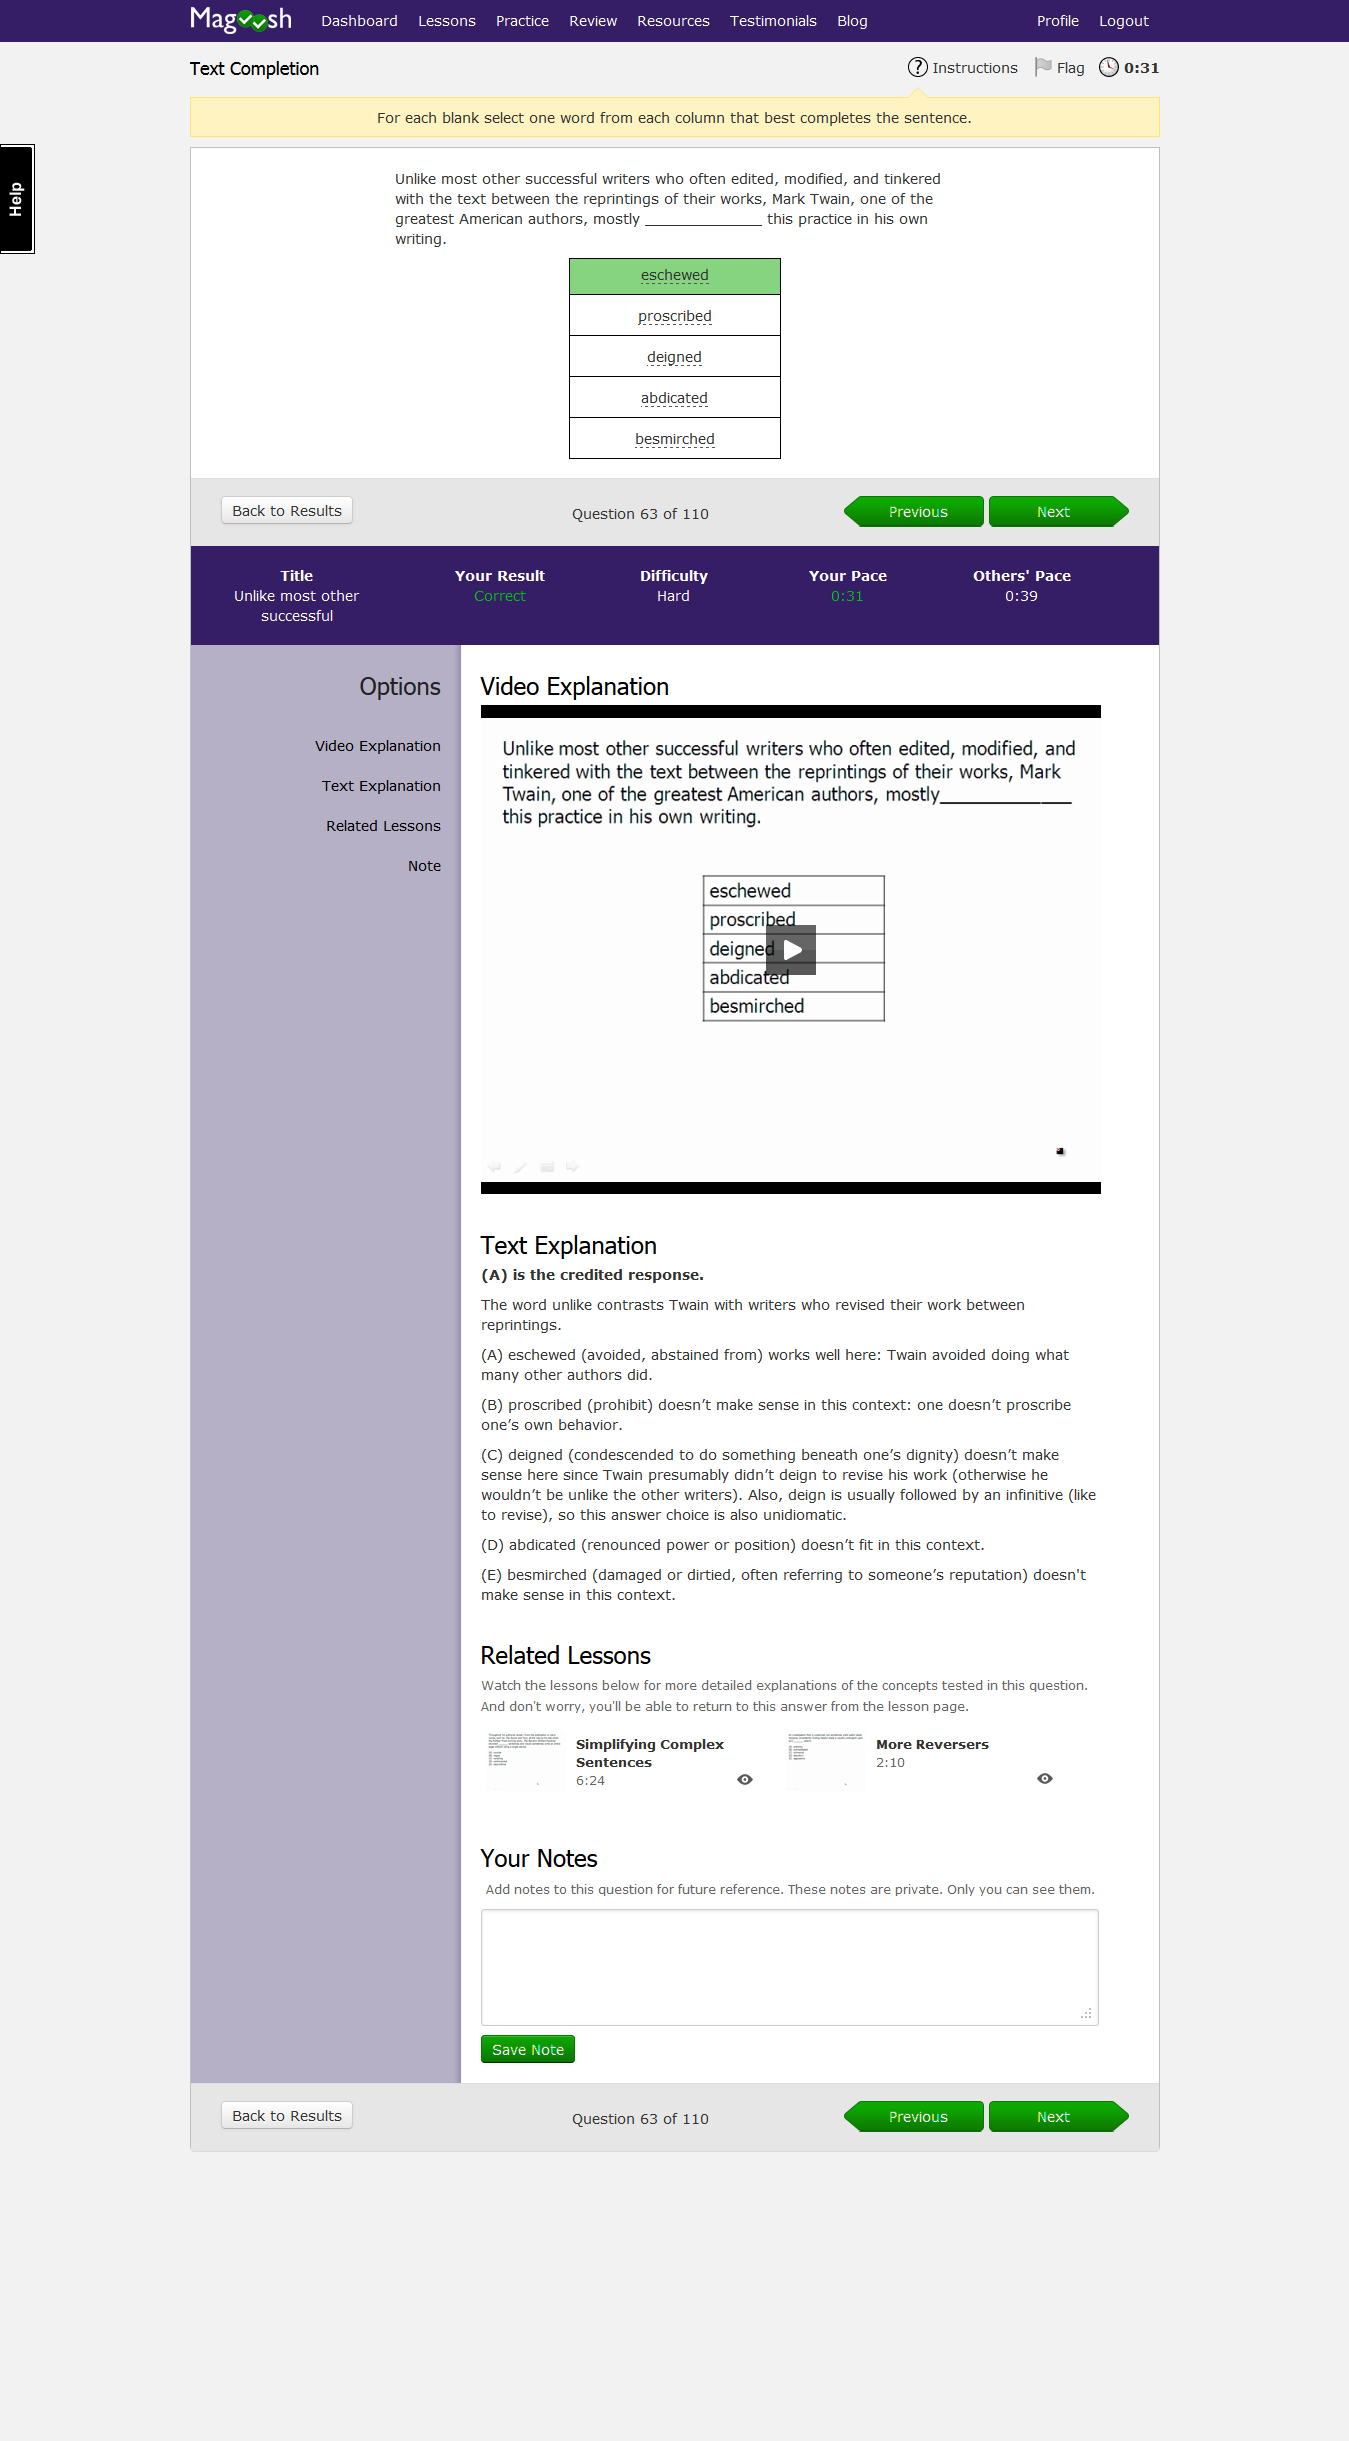 Magoosh Dashboard Lessons Practice Review Resources Testimonials Blog Profile Logout
Text Completion
Instructions Flag 0:31
For each blank select one word from each column that best completes the sentence.
Help
Unlike most other successful writers who often edited, modified, and tinkered
with the text between the reprintings of their works, Mark Twain, one of the
greatest American authors, mostly ______________ this practice in his own
writing.
eschewed
proscribed
deigned
abdicated
besmirched
Back to Results Question 63 of 110 Previous Next
Title Your Result Difficulty Your Pace Others' Pace
Unlike most other Correct Hard 0:31 0:39
successful
Options
Video Explanation
Text Explanation
Related Lessons
Note
Video Explanation
Unlike most other successful writers who often edited, modified, and
tinkered with the text between the reprintings of their works, Mark
Twain, one of the greatest American authors, mostly______________
this practice in his own writing.
eschewed
proscribed
deigned
abdicated
besmirched
Text Explanation
(A) is the credited response.
The word unlike contrasts Twain with writers who revised their work between
reprintings.
(A) eschewed (avoided, abstained from) works well here: Twain avoided doing what
many other authors did.
(B) proscribed (prohibit) doesn’t make sense in this context: one doesn’t proscribe
one’s own behavior.
(C) deigned (condescended to do something beneath one’s dignity) doesn’t make
sense here since Twain presumably didn’t deign to revise his work (otherwise he
wouldn’t be unlike the other writers). Also, deign is usually followed by an infinitive (like
to revise), so this answer choice is also unidiomatic.
(D) abdicated (renounced power or position) doesn’t fit in this context.
(E) besmirched (damaged or dirtied, often referring to someone’s reputation) doesn't
make sense in this context.
Related Lessons
Watch the lessons below for more detailed explanations of the concepts tested in this question.
And don't worry, you'll be able to return to this answer from the lesson page.
Simplifying Complex
Sentences
6:24
More Reversers
2:10
Your Notes
Add notes to this question for future reference. These notes are private. Only you can see them.
Save Note
Back to Results Question 63 of 110 Previous Next